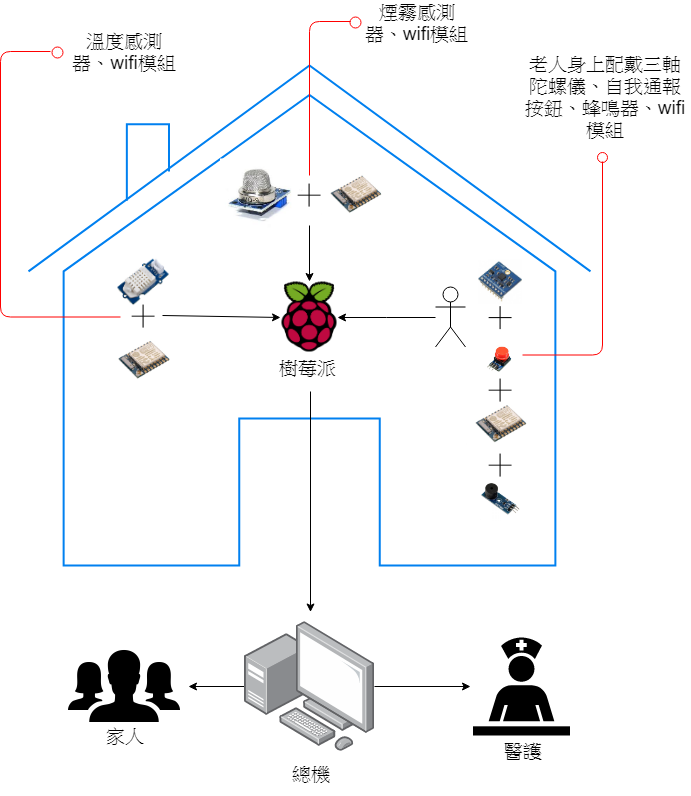 煙霧感測
器、wifi模組
溫度感測
器、wifi模組
老人身上配戴三軸
陀螺儀、自我通報
按鈕、蜂鳴器、wifi
模組
樹莓派
家人
總機
醫護